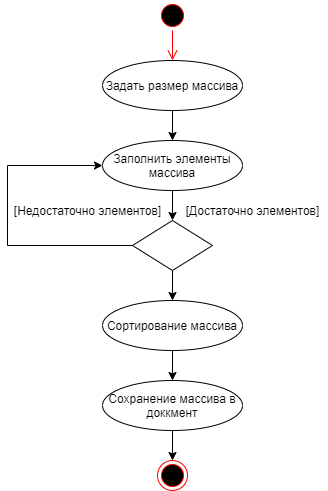 Задать размер массива
Заполнить элементы
массива
[Недостаточно элементов]
[Достаточно элементов]
Сортирование массива
Сохранение массива в
доккмент